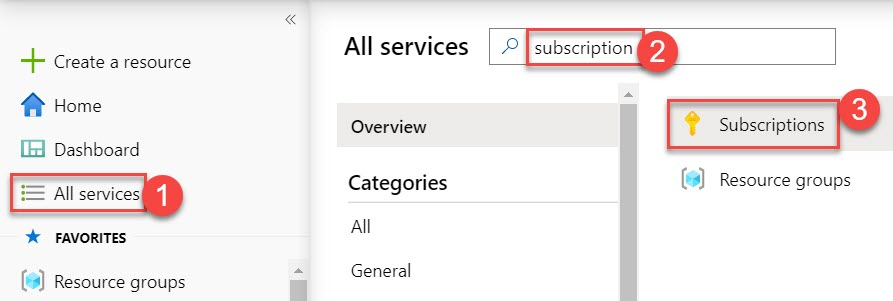 «
Create a resource
Home
Dashboard
All services
1
FAVORITES
Resource groups
All services
subscription
2
Overview
Categories
All
General
Subscriptions
3
Resource groups